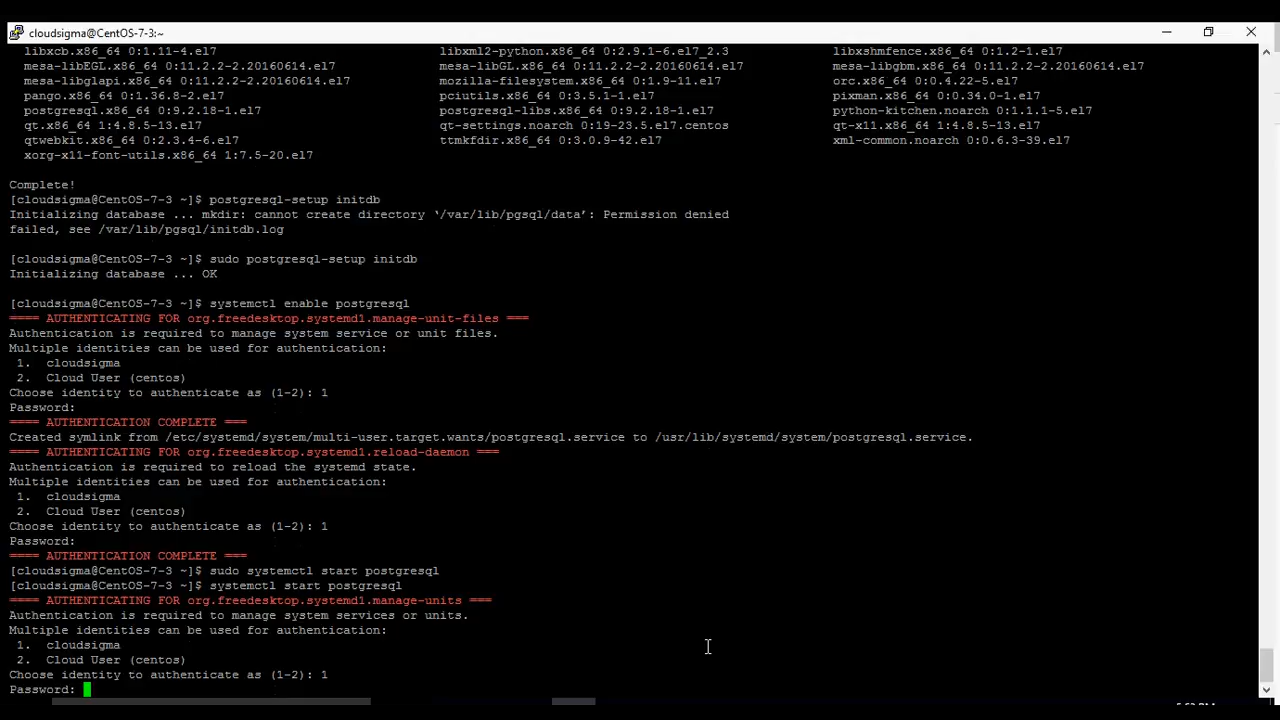 cloudsigma@CentOS-7-3:~
libxcb.x86_64 0:1.11-4.el7 libxml2-python.x86_64 0:2.9.1-6.el7_2.3 libxshmfence.x86_64 0:1.2-1.el7
mesa-libEGL.x86_64 0:11.2.2-2.20160614.el7 mesa-libGL.x86_64 0:11.2.2-2.20160614.el7 mesa-libgbm.x86_64 0:11.2.2-2.20160614.el7
mesa-libglapi.x86_64 0:11.2.2-2.20160614.el7 mozilla-filesystem.x86_64 0:1.9-11.el7 orc.x86_64 0:0.4.22-5.el7
pango.x86_64 0:1.36.8-2.el7 pciutils.x86_64 0:3.5.1-1.el7 pixman.x86_64 0:0.34.0-1.el7
postgresql.x86_64 0:9.2.18-1.el7 postgresql-libs.x86_64 0:9.2.18-1.el7 python-kitchen.noarch 0:1.1.1-5.el7
qt.x86_64 1:4.8.5-13.el7 qt-settings.noarch 0:19-23.5.el7.centos qt-x11.x86_64 1:4.8.5-13.el7
qtwebkit.x86_64 0:2.3.4-6.el7 ttmkfdir.x86_64 0:3.0.9-42.el7 xml-common.noarch 0:0.6.3-39.el7
xorg-x11-font-utils.x86_64 1:7.5-20.el7
Complete!
[cloudsigma@CentOS-7-3 ~]$ postgresql-setup initdb
Initializing database ... mkdir: cannot create directory ‘/var/lib/pgsql/data’: Permission denied
failed, see /var/lib/pgsql/initdb.log
[cloudsigma@CentOS-7-3 ~]$ sudo postgresql-setup initdb
Initializing database ... OK
[cloudsigma@CentOS-7-3 ~]$ systemctl enable postgresql
==== AUTHENTICATING FOR org.freedesktop.systemd1.manage-unit-files ===
Authentication is required to manage system service or unit files.
Multiple identities can be used for authentication:
1. cloudsigma
2. Cloud User (centos)
Choose identity to authenticate as (1-2): 1
Password:
==== AUTHENTICATION COMPLETE ===
Created symlink from /etc/systemd/system/multi-user.target.wants/postgresql.service to /usr/lib/systemd/system/postgresql.service.
==== AUTHENTICATING FOR org.freedesktop.systemd1.reload-daemon ===
Authentication is required to reload the systemd state.
Multiple identities can be used for authentication:
1. cloudsigma
2. Cloud User (centos)
Choose identity to authenticate as (1-2): 1
Password:
==== AUTHENTICATION COMPLETE ===
[cloudsigma@CentOS-7-3 ~]$ sudo systemctl start postgresql
[cloudsigma@CentOS-7-3 ~]$ systemctl start postgresql
==== AUTHENTICATING FOR org.freedesktop.systemd1.manage-units ===
Authentication is required to manage system services or units.
Multiple identities can be used for authentication:
1. cloudsigma
2. Cloud User (centos)
Choose identity to authenticate as (1-2): 1
Password: